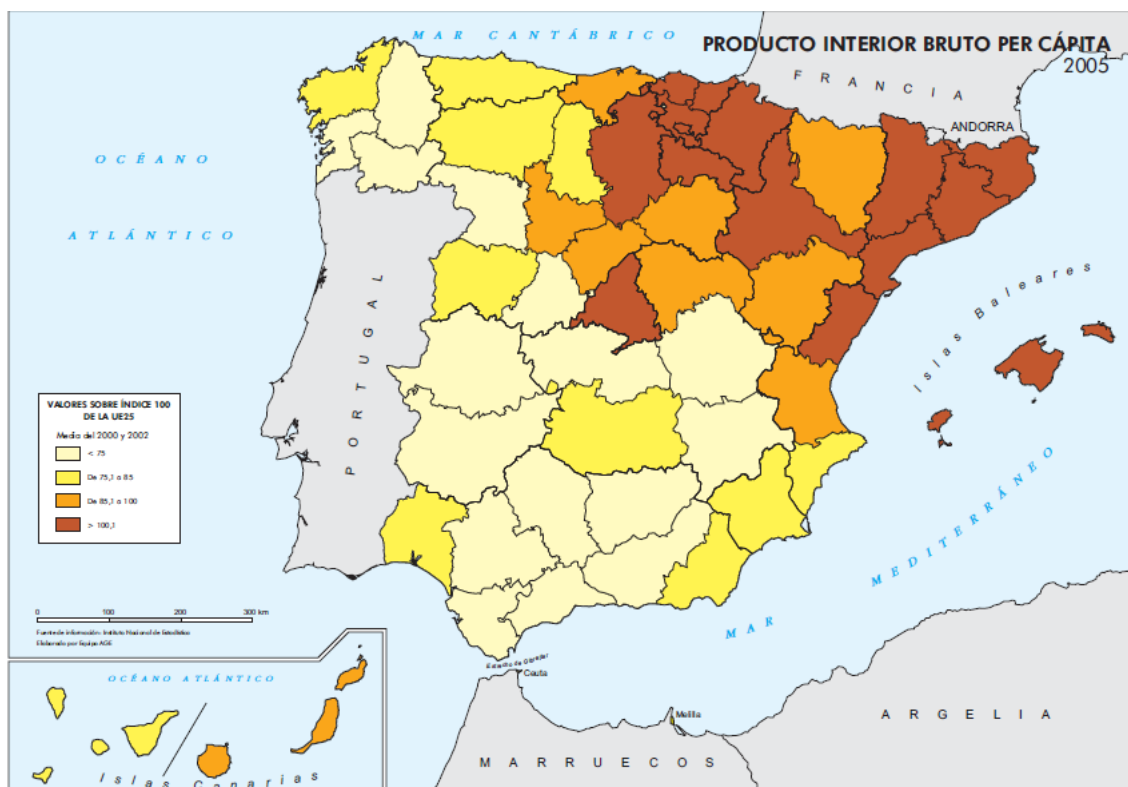 MAR CANTÁBRICO
PRODUCTO INTERIOR BRUTO PER CÁPITA
2005
FRANCIA
ANDORRA
OCÉANO
ATLÁNTICO
PORTUGAL
Islas Baleares
VALORES SOBRE ÍNDICE 100
DE LA UE25
Media del 2000 y 2002
< 75
De 75,1 a 85
De 85,1 a 100
> 100,1
MEDITERRÁNEO
MAR
0 100 200 300 km
Fuente de información: Instituto Nacional de Estadística
Elaborado por Equipo AGE
Estrecho de Gibraltar
Ceuta
Melilla
OCÉANO ATLÁNTICO
Islas Canarias
ARGELIA
MARRUECOS